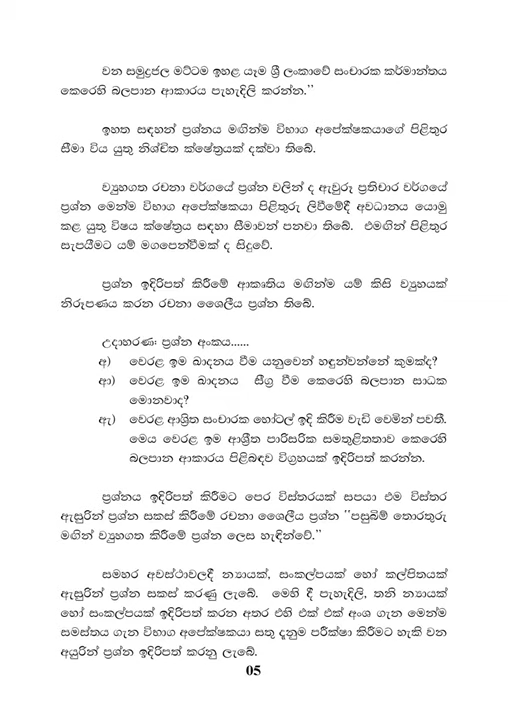 වන සමුද්‍රජල මට්ටම ඉහළ යෑම ශ්‍රී ලංකාවේ සංචාරක කර්මාන්තය
කෙරෙහි බලපාන ආකාරය පැහැදිලි කරන්න.''
ඉහත සඳහන් ප්‍රශ්නය මඟින්ම විභාග අපේක්ෂකයාගේ පිළිතුර
සීමා විය යුතු නිශ්චිත ක්ෂේත්‍රයක් දක්වා තිබේ.
ව්‍යුහගත රචනා වර්ගයේ ප්‍රශ්න වලින් ද ඇවුරූ ප්‍රතිචාර වර්ගයේ
ප්‍රශ්න මෙන්ම විභාග අපේක්ෂකයා පිළිතුරු ලිවීමේදී අවධානය යොමු
කළ යුතු විෂය ක්ෂේත්‍රය සඳහා සීමාවන් පනවා තිබේ. එමඟින් පිළිතුර
සැපයීමට යම් මගපෙන්වීමක් ද සිදුවේ.
ප්‍රශ්න ඉදිරිපත් කිරීමේ ආකෘතිය මඟින්ම යම් කිසි ව්‍යුහයක්
නිරූපණය කරන රචනා ශෛලීය ප්‍රශ්න තිබේ.
උදාහරණ: ප්‍රශ්න අංකය......
අ) වෙරළ ඉම ඛාදනය වීම යනුවෙන් හඳුන්වන්නේ කුමක්ද?
ආ) වෙරළ ඉම ඛාදනය සීග්‍ර වීම කෙරෙහි බලපාන සාධක
මොනවාද?
ඇ) වෙරළ ආශ්‍රිත සංචාරක හෝටල් ඉදි කිරීම වැඩි වෙමින් පවතී.
මෙය වෙරළ ඉම ආශ්‍රීත පාරිසරික සමතුළිතතාව කෙරෙහි
බලපාන ආකාරය පිළිබඳව විග්‍රහයක් ඉදිරිපත් කරන්න.
ප්‍රශ්නය ඉදිරිපත් කිරීමට පෙර විස්තරයක් සපයා එම විස්තර
ඇසුරින් ප්‍රශ්න සකස් කිරීමේ රචනා ශෛලීය ප්‍රශ්න ''පසුබිම් තොරතුරු
මඟින් ව්‍යුහගත කිරීමේ ප්‍රශ්න ලෙස හැඳින්වේ.''
සමහර අවස්ථාවලදී න්‍යායක්, සංකල්පයක් හෝ කල්පිතයක්
ඇසුරින් ප්‍රශ්න සකස් කරණු ලැබේ. මෙහි දී පැහැදිලි, තනි න්‍යායක්
හෝ සංකල්පයක් ඉදිරිපත් කරන අතර එහි එක් එක් අංශ ගැන මෙන්ම
සමස්තය ගැන විභාග අපේක්ෂකයා සතු දැනුම පරීක්ෂා කිරීමට හැකි වන
අයුරින් ප්‍රශ්න ඉදිරිපත් කරනු ලැබේ.
05